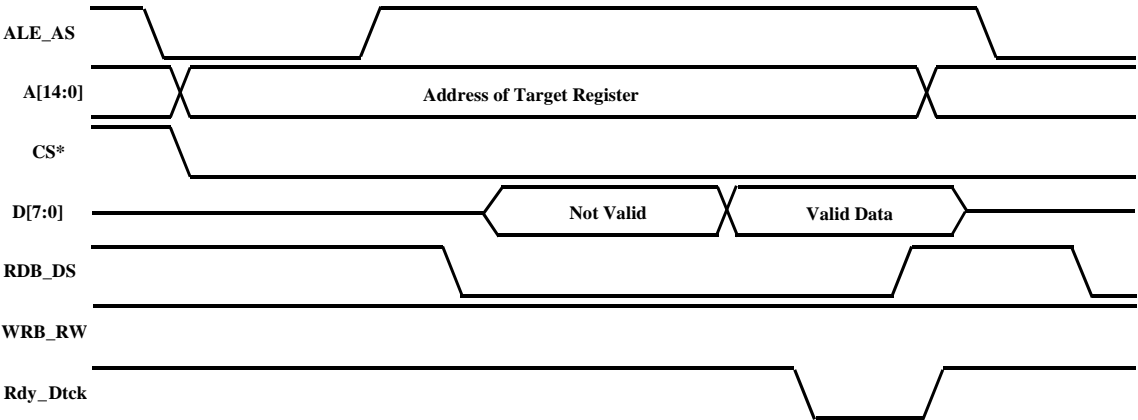 ALE_AS
A[14:0]
Address of Target Register
CS*
D[7:0]
Not Valid
Valid Data
RDB_DS
WRB_RW
Rdy_Dtck